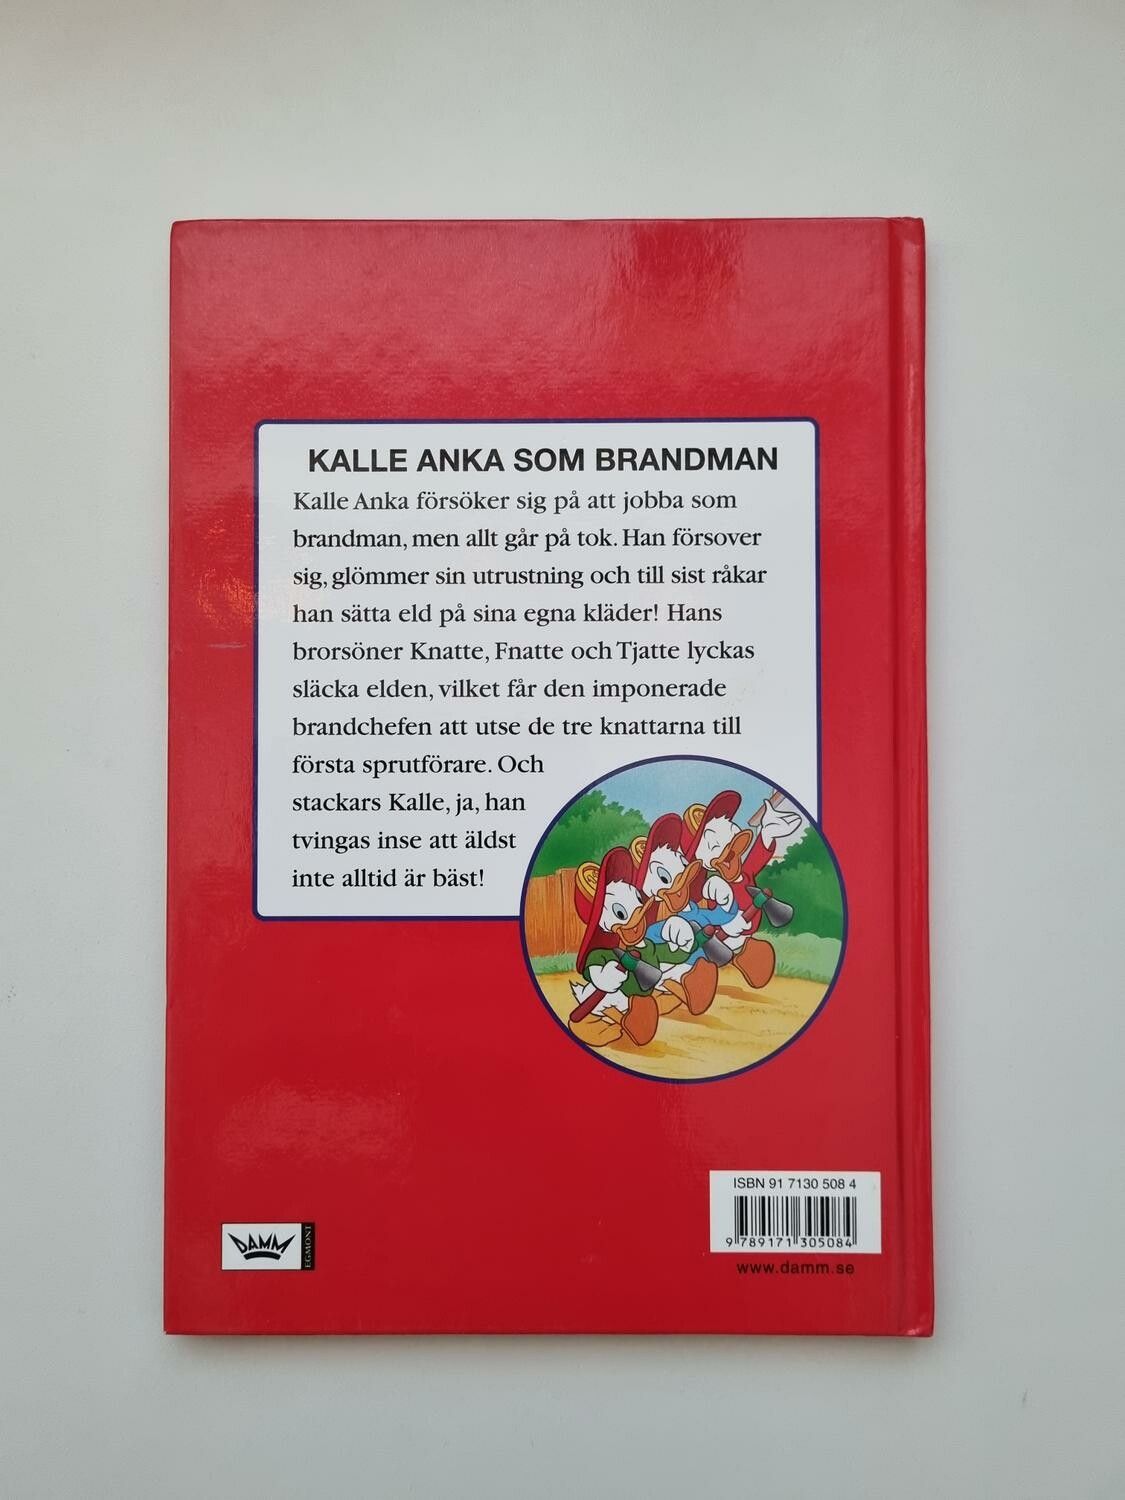 KALLE ANKA SOM BRANDMAN
Kalle Anka försöker sig på att jobba som
brandman, men allt går på tok. Han försover
sig, glömmer sin utrustning och till sist råkar
han sätta eld på sina egna kläder! Hans
brorsöner Knatte, Fnatte och Tjatte lyckas
släcka elden, vilket får den imponerade
brandchefen att utse de tre knattarna till
första sprutförare. Och
stackars Kalle, ja, han
tvingas inse att äldst
inte alltid är bäst!
ISBN 91 7130 508 4
9 789171 305084
www.damm.se
DAMM
EGMONT